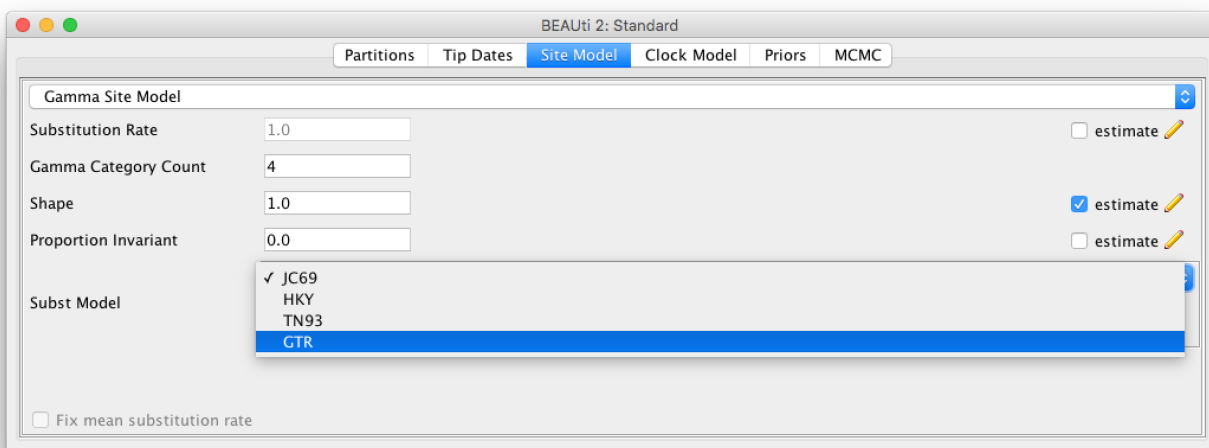 BEAUti 2: Standard
Partitions Tip Dates Site Model Clock Model Priors MCMC
Gamma Site Model
Substitution Rate 1.0 estimate
Gamma Category Count 4
Shape 1.0 estimate
Proportion Invariant 0.0 estimate
Subst Model
✓ JC69
HKY
TN93
GTR
Fix mean substitution rate